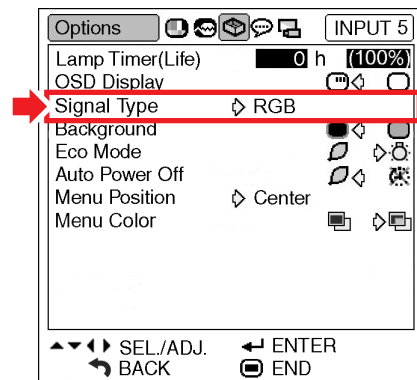 Options INPUT 5
Lamp Timer(Life) 0 h (100%)
OSD Display
Signal Type RGB
Background
Eco Mode
Auto Power Off
Menu Position Center
Menu Color
SEL./ADJ. ENTER
BACK END